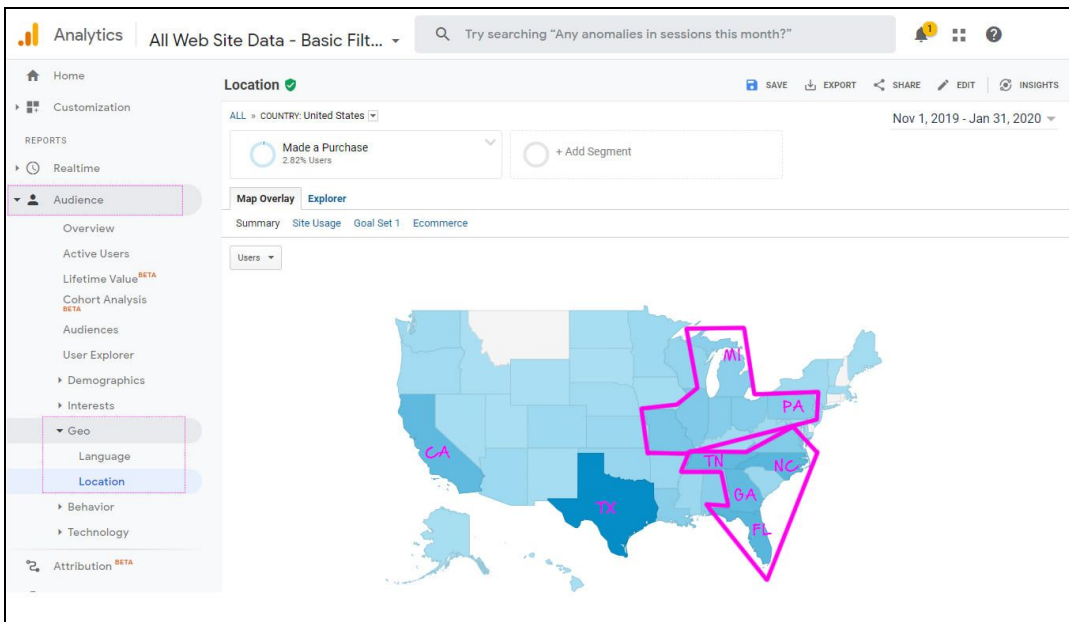 Analytics
All Web Site Data - Basic Filt...
Try searching “Any anomalies in sessions this month?”
1
Home
Customization
REPORTS
Realtime
Audience
Overview
Active Users
Lifetime Value BETA
Cohort Analysis
BETA
Audiences
User Explorer
Demographics
Interests
Geo
Language
Location
Behavior
Technology
Attribution BETA
Location
SAVE
EXPORT
SHARE
EDIT
INSIGHTS
ALL » COUNTRY: United States
Nov 1, 2019 - Jan 31, 2020
Made a Purchase
2.82% Users
+ Add Segment
Map Overlay
Explorer
Summary
Site Usage
Goal Set 1
Ecommerce
Users
MI
PA
CA
TN
NC
GA
TX
FL